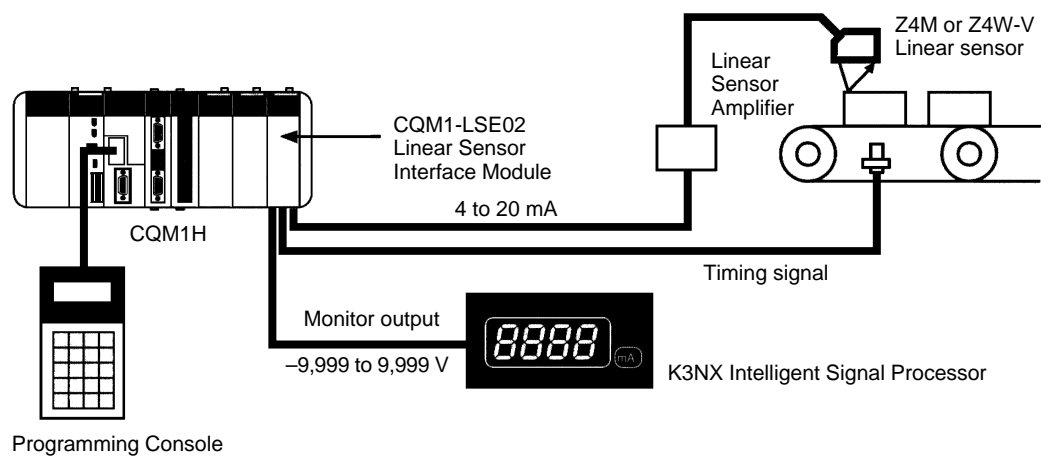 Z4M or Z4W-V
Linear sensor
Linear
Sensor
Amplifier
CQM1-LSE02
Linear Sensor
Interface Module
4 to 20 mA
CQM1H
Timing signal
Monitor output
–9,999 to 9,999 V
8888
mA
K3NX Intelligent Signal Processor
Programming Console